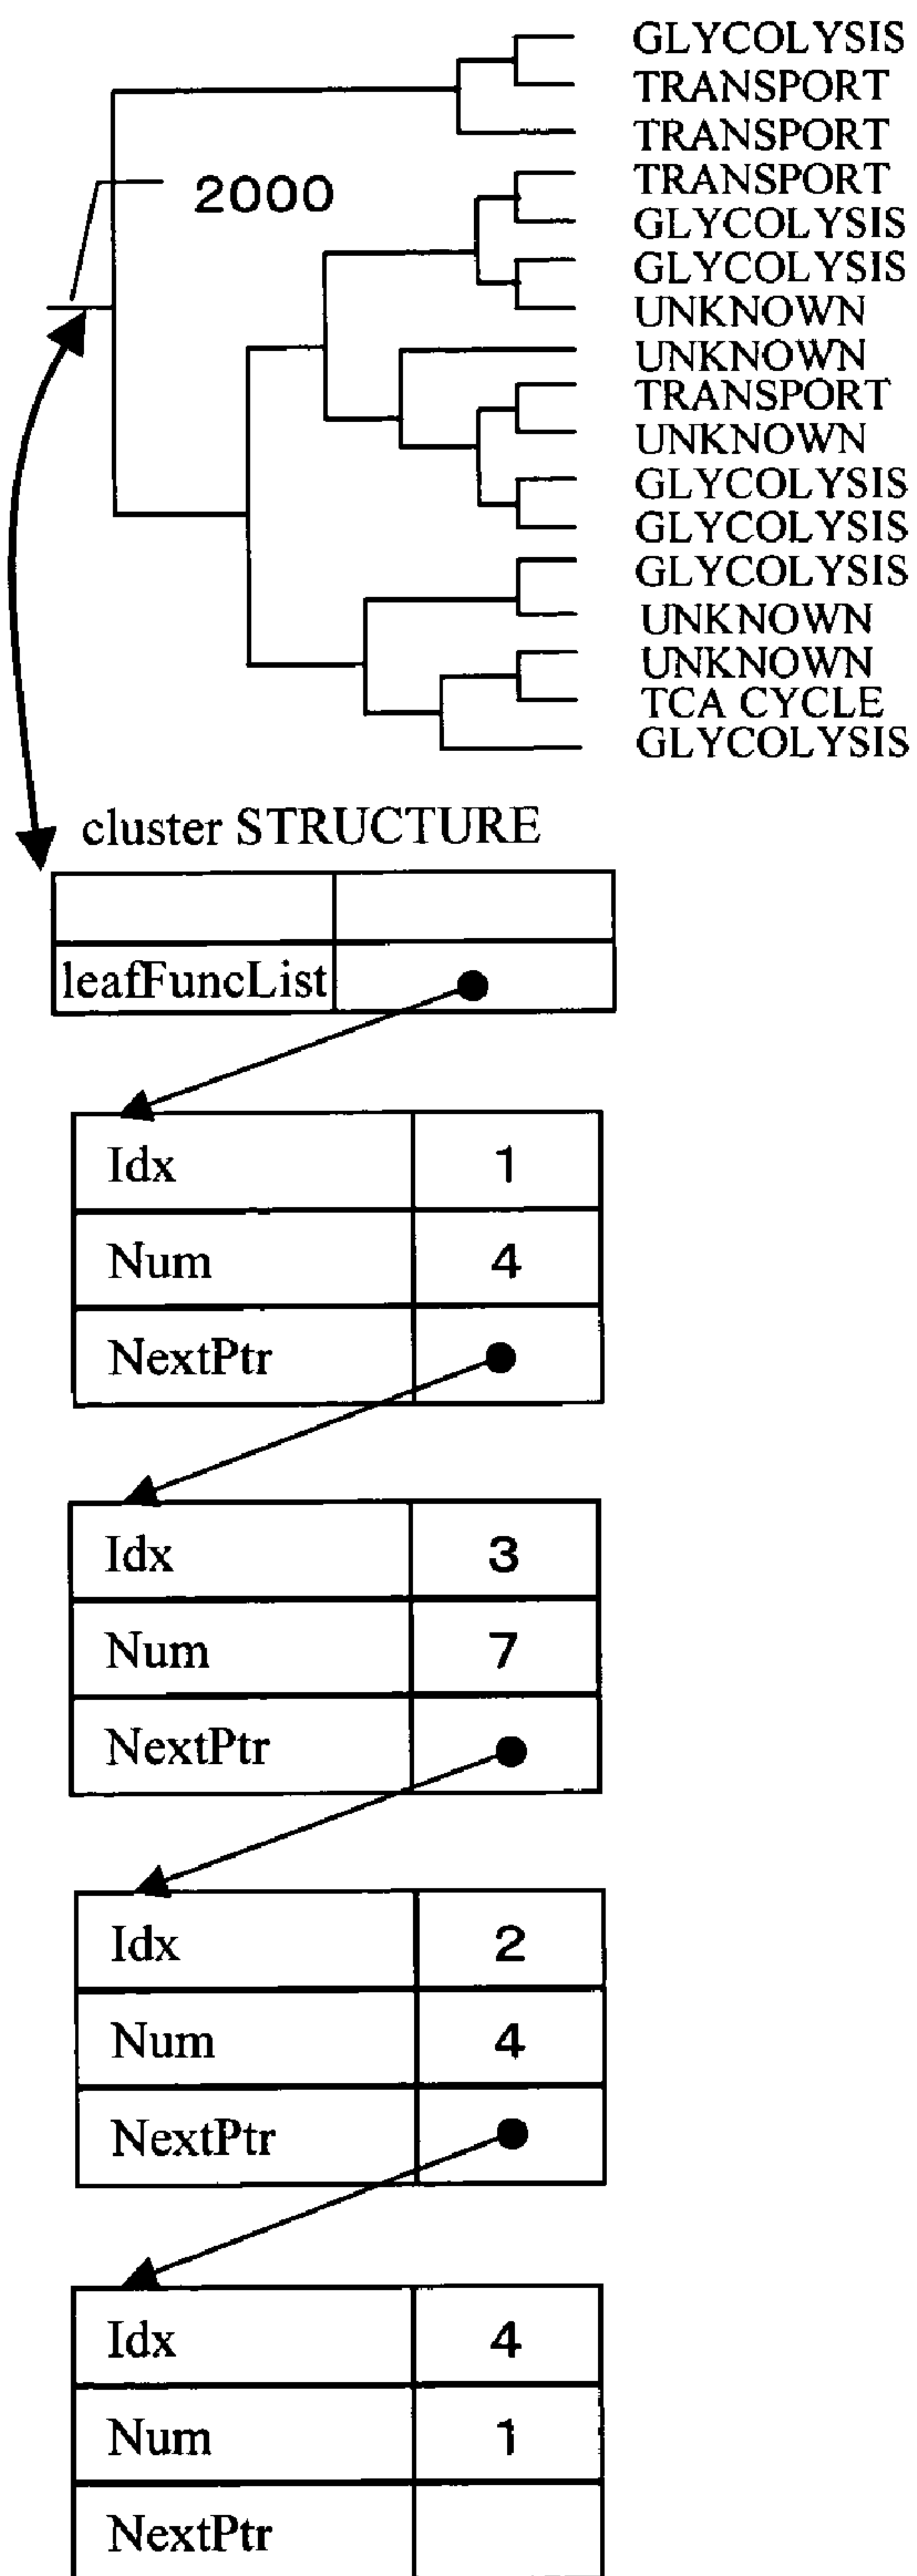 GLYCOLYSIS
TRANSPORT
TRANSPORT
TRANSPORT
2000
GLYCOLYSIS
GLYCOLYSIS
UNKNOWN
UNKNOWN
TRANSPORT
UNKNOWN
GLYCOLYSIS
GLYCOLYSIS
GLYCOLYSIS
UNKNOWN
UNKNOWN
TCA CYCLE
GLYCOLYSIS
cluster STRUCTURE
leafFuncList
Idx 1
Num 4
NextPtr
Idx 3
Num 7
NextPtr
Idx 2
Num 4
NextPtr
Idx 4
Num 1
NextPtr